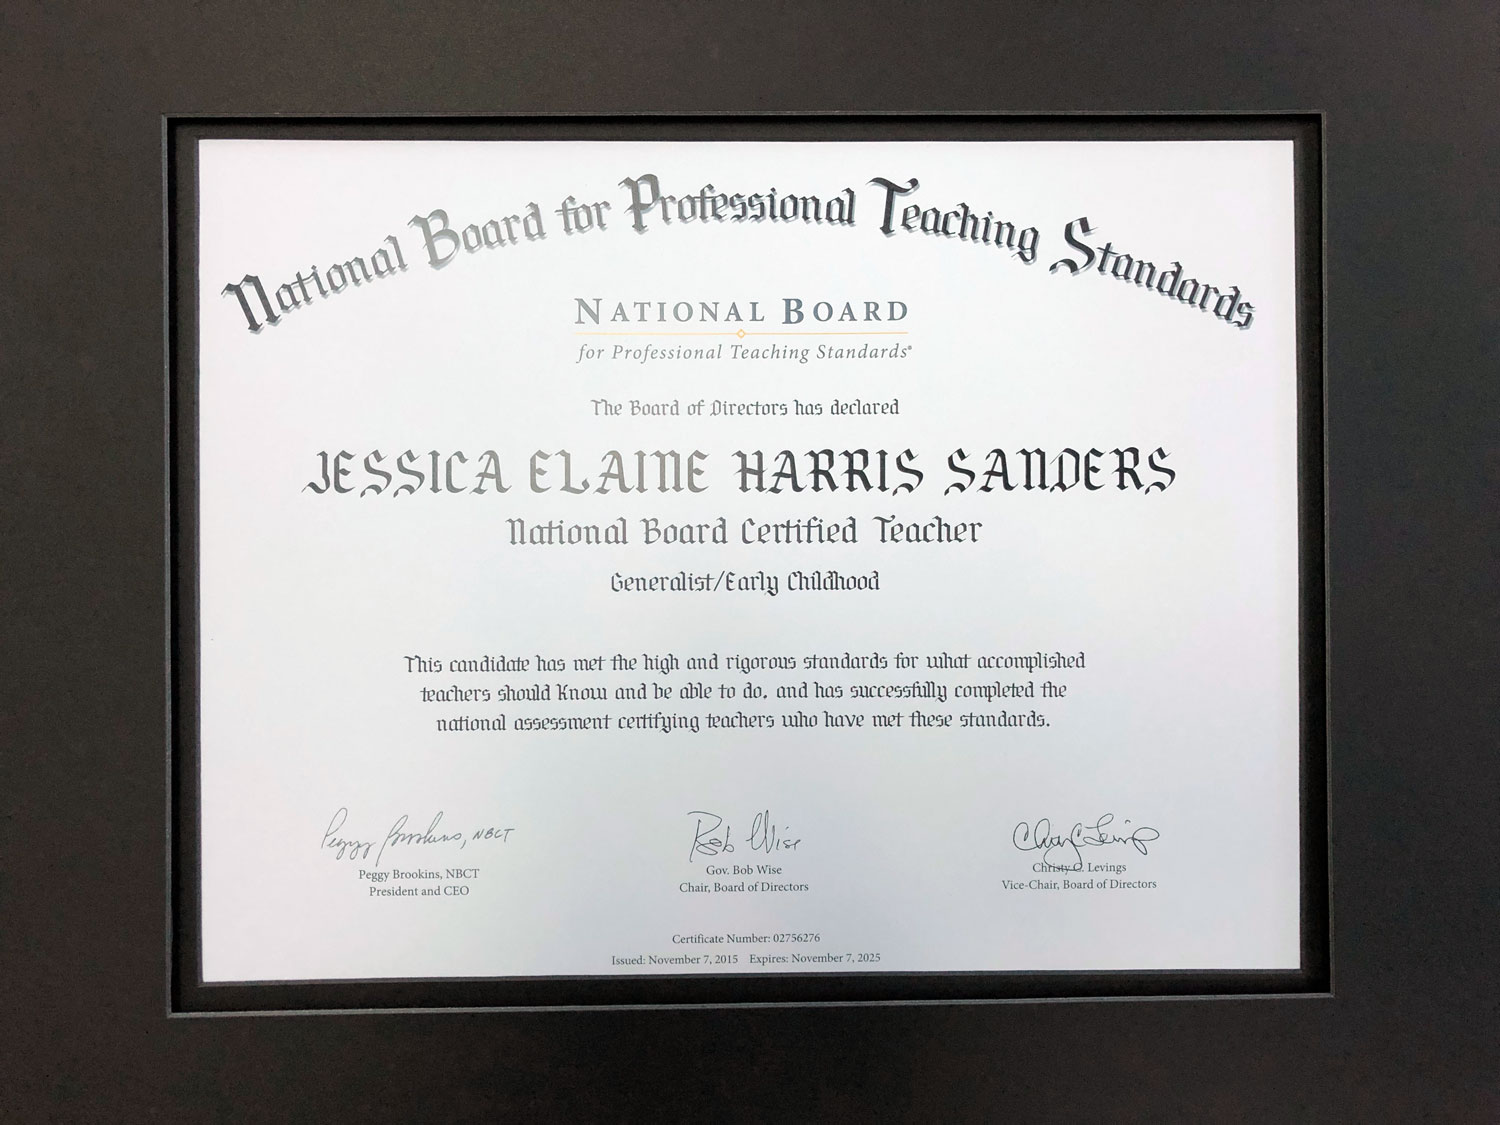 National Board for Professional Teaching Standards
NATIONAL BOARD
for Professional Teaching Standards®
The Board of Directors has declared
JESSICA ELAINE HARRIS SANDERS
National Board Certified Teacher
Generalist/Early Childhood
This candidate has met the high and rigorous standards for what accomplished
teachers should know and be able to do, and has successfully completed the
national assessment certifying teachers who have met these standards.
Peggy Brookins, NBCT Bob Wise Christy Levings
Peggy Brookins, NBCT Gov. Bob Wise Christy C. Levings
President and CEO Chair, Board of Directors Vice-Chair, Board of Directors
Certificate Number: 02756276
Issued: November 7, 2015 Expires: November 7, 2025